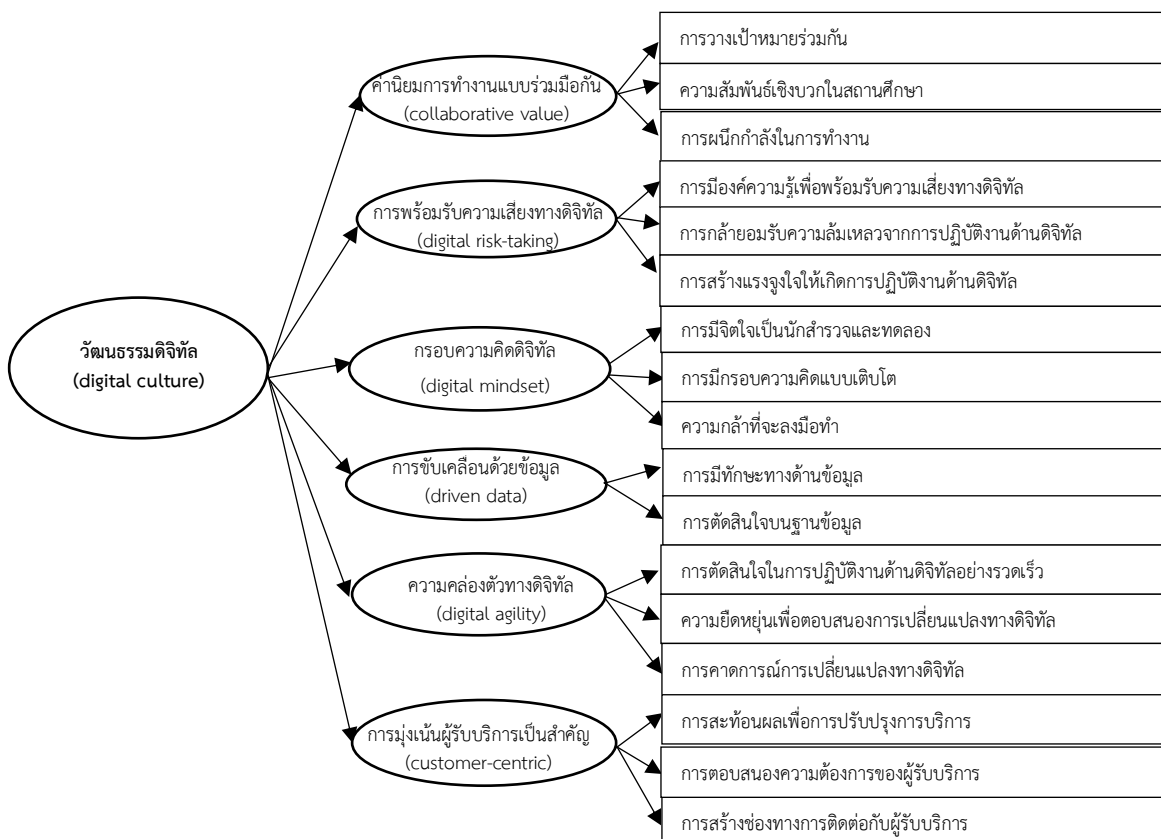 วัฒนธรรมดิจิทัล
(digital culture)
ค่านิยมการทำงานแบบร่วมมือกัน
(collaborative value)
การวางเป้าหมายร่วมกัน
ความสัมพันธ์เชิงบวกในสถานศึกษา
การผนึกกำลังในการทำงาน
การพร้อมรับความเสี่ยงทางดิจิทัล
(digital risk-taking)
การมีองค์ความรู้เพื่อพร้อมรับความเสี่ยงทางดิจิทัล
การกล้ายอมรับความล้มเหลวจากการปฏิบัติงานด้านดิจิทัล
การสร้างแรงจูงใจให้เกิดการปฏิบัติงานด้านดิจิทัล
กรอบความคิดดิจิทัล
(digital mindset)
การมีจิตใจเป็นนักสำรวจและทดลอง
การมีกรอบความคิดแบบเติบโต
ความกล้าที่จะลงมือทำ
การขับเคลื่อนด้วยข้อมูล
(driven data)
การมีทักษะทางด้านข้อมูล
การตัดสินใจบนฐานข้อมูล
ความคล่องตัวทางดิจิทัล
(digital agility)
การตัดสินใจในการปฏิบัติงานด้านดิจิทัลอย่างรวดเร็ว
ความยืดหยุ่นเพื่อตอบสนองการเปลี่ยนแปลงทางดิจิทัล
การคาดการณ์การเปลี่ยนแปลงทางดิจิทัล
การมุ่งเน้นผู้รับบริการเป็นสำคัญ
(customer-centric)
การสะท้อนผลเพื่อการปรับปรุงการบริการ
การตอบสนองความต้องการของผู้รับบริการ
การสร้างช่องทางการติดต่อกับผู้รับบริการ